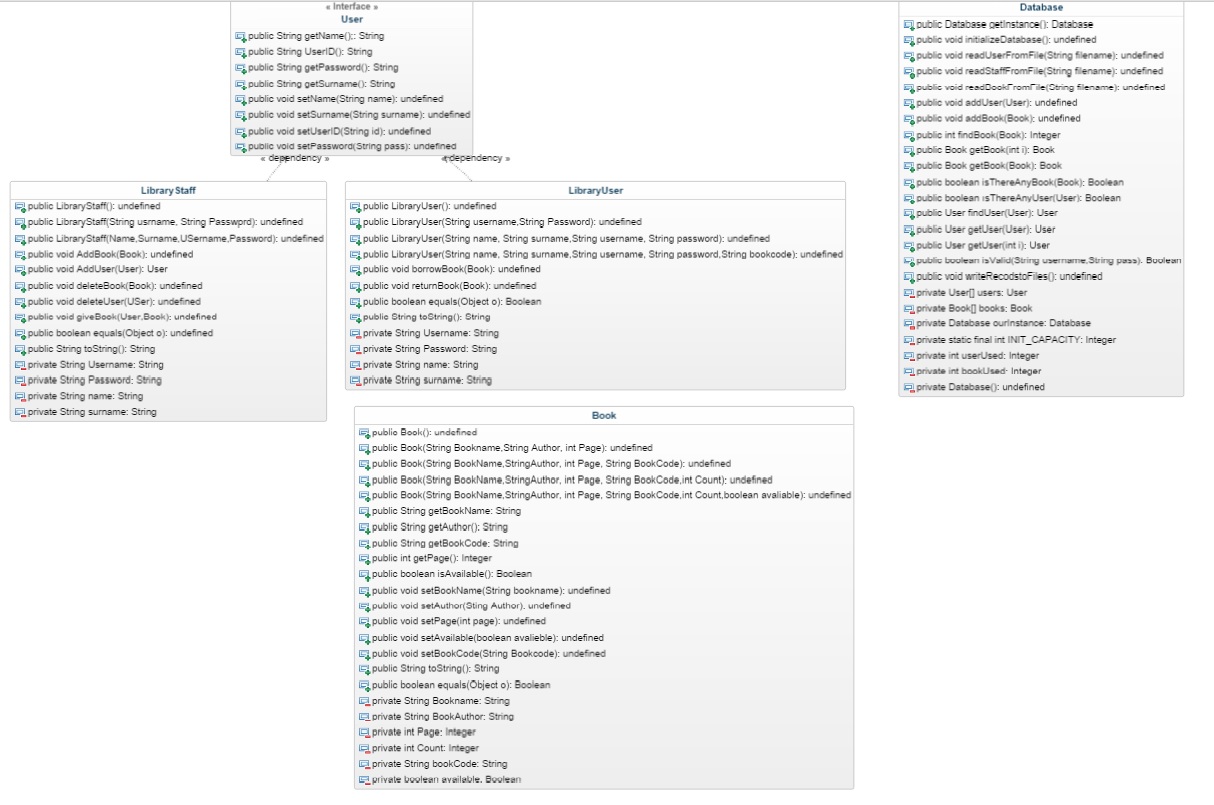 « Interface »
User
public String getName();: String
public String UserID(): String
public String getPassword(): String
public String getSurname(): String
public void setName(String name): undefined
public void setSurname(String surname): undefined
public void setUserID(String id): undefined
public void setPassword(String pass): undefined
« dependency »
« dependency »
LibraryStaff
public LibraryStaff(): undefined
public LibraryStaff(String usrname, String Passwprd): undefined
public LibraryStaff(Name,Surname,USername,Password): undefined
public void AddBook(Book): undefined
public void AddUser(User): User
public void deleteBook(Book): undefined
public void deleteUser(USer): undefined
public void giveBook(User,Book): undefined
public boolean equals(Object o): undefined
public String toString(): String
private String Username: String
private String Password: String
private String name: String
private String surname: String
LibraryUser
public LibraryUser(): undefined
public LibraryUser(String username,String Password): undefined
public LibraryUser(String name, String surname,String username, String password): undefined
public LibraryUser(String name, String surname,String username, String password,String bookcode): undefined
public void borrowBook(Book): undefined
public void returnBook(Book): undefined
public boolean equals(Object o): Boolean
public String toString(): String
private String Username: String
private String Password: String
private String name: String
private String surname: String
Database
public Database getInstance(): Database
public void initializeDatabase(): undefined
public void readUserFromFile(String filename): undefined
public void readStaffFromFile(String filename): undefined
public void readBookFromFile(String filename): undefined
public void addUser(User): undefined
public void addBook(Book): undefined
public int findBook(Book): Integer
public Book getBook(int i): Book
public Book getBook(Book): Book
public boolean isThereAnyBook(Book): Boolean
public boolean isThereAnyUser(User): Boolean
public User findUser(User): User
public User getUser(User): User
public User getUser(int i): User
public boolean isValid(String username,String pass): Boolean
public void writeRecodstoFiles(): undefined
private User[] users: User
private Book[] books: Book
private Database ourInstance: Database
private static final int INIT_CAPACITY: Integer
private int userUsed: Integer
private int bookUsed: Integer
private Database(): undefined
Book
public Book(): undefined
public Book(String Bookname,String Author, int Page): undefined
public Book(String BookName,StringAuthor, int Page, String BookCode): undefined
public Book(String BookName,StringAuthor, int Page, String BookCode,int Count): undefined
public Book(String BookName,StringAuthor, int Page, String BookCode,int Count,boolean avaliable): undefined
public String getBookName: String
public String getAuthor(): String
public String getBookCode: String
public int getPage(): Integer
public boolean isAvailable(): Boolean
public void setBookName(String bookname): undefined
public void setAuthor(Sting Author): undefined
public void setPage(int page): undefined
public void setAvailable(boolean avalieble): undefined
public void setBookCode(String Bookcode): undefined
public String toString(): String
public boolean equals(Object o): Boolean
private String Bookname: String
private String BookAuthor: String
private int Page: Integer
private int Count: Integer
private String bookCode: String
private boolean available: Boolean